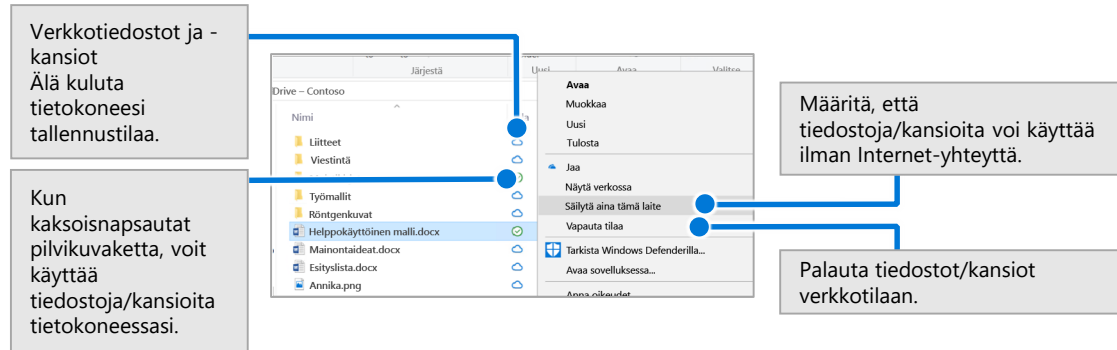 Verkkotiedostot ja -
kansiot
Älä kuluta
tietokoneesi
tallennustilaa.
Kun
kaksoisnapsautat
pilvikuvaketta, voit
käyttää
tiedostoja/kansioita
tietokoneessasi.
Järjestä
Uusi
Avaa
Valitse
Drive – Contoso
Nimi
Liitteet
Viestintä
Työmallit
Röntgenkuvat
Helppokäyttöinen malli.docx
Mainontaideat.docx
Esityslista.docx
Annika.png
Avaa
Muokkaa
Uusi
Tulosta
Jaa
Näytä verkossa
Säilytä aina tämä laite
Vapauta tilaa
Tarkista Windows Defenderilla...
Avaa sovelluksessa...
Anna oikeudet
Määritä, että
tiedostoja/kansioita voi käyttää
ilman Internet-yhteyttä.
Palauta tiedostot/kansiot
verkkotilaan.